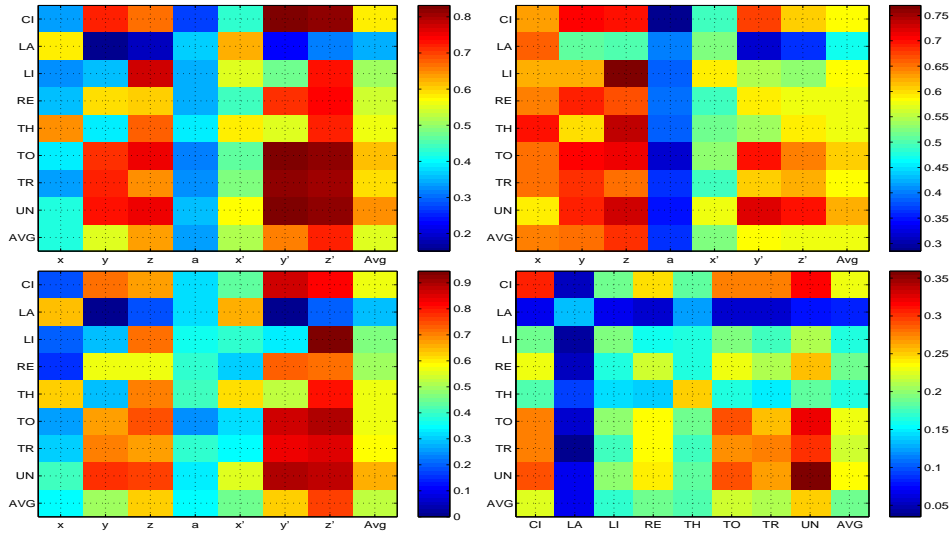 CI
LA
LI
RE
TH
TO
TR
UN
AVG
x y z a x' y' z' Avg
0.8
0.7
0.6
0.5
0.4
0.3
0.2
x y z a x' y' z' Avg
CI
LA
LI
RE
TH
TO
TR
UN
AVG
0.75
0.7
0.65
0.6
0.55
0.5
0.45
0.4
0.35
0.3
CI
LA
LI
RE
TH
TO
TR
UN
AVG
x y z a x' y' z' Avg
0.9
0.8
0.7
0.6
0.5
0.4
0.3
0.2
0.1
0
CI
LA
LI
RE
TH
TO
TR
UN
AVG
CI LA LI RE TH TO TR UN AVG
0.35
0.3
0.25
0.2
0.15
0.1
0.05